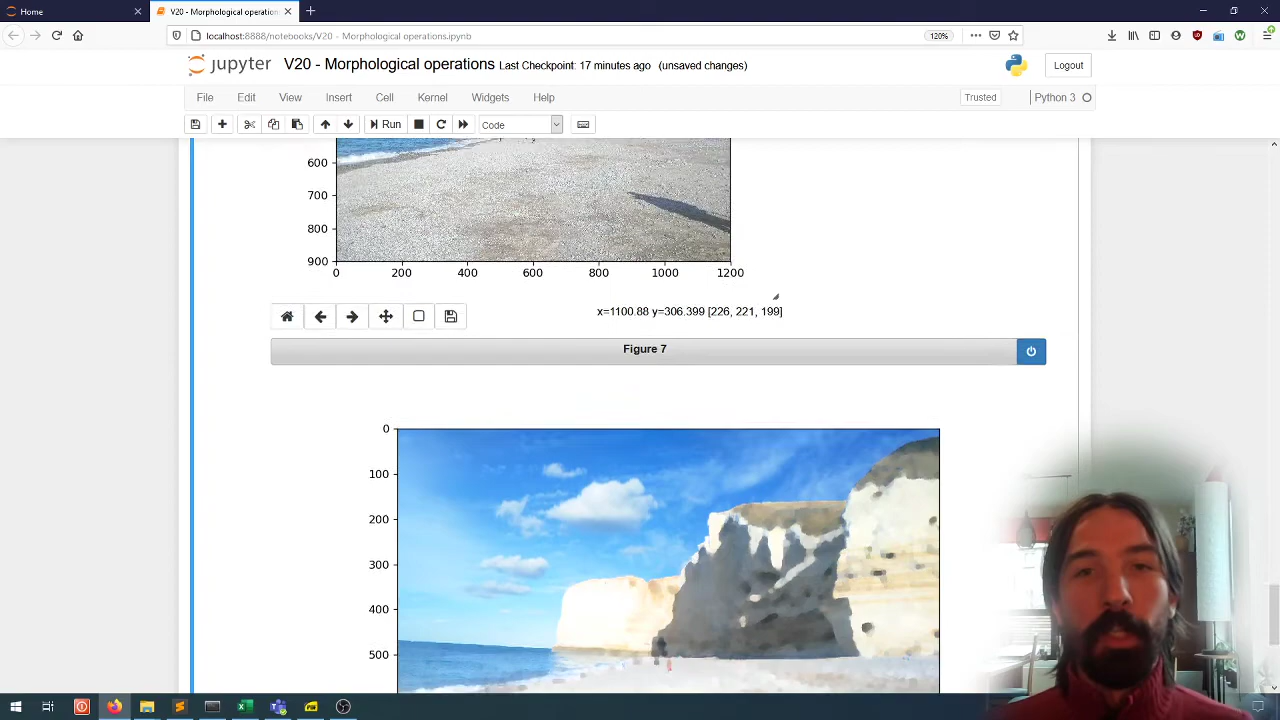 Home
V20 - Morphological operation
localhost:8888/notebooks/V20 - Morphological operations.ipynb
120%
jupyter V20 - Morphological operations Last Checkpoint: 17 minutes ago (unsaved changes)
Logout
File Edit View Insert Cell Kernel Widgets Help
Trusted
Python 3
Run
Code
600
700
800
900
0 200 400 600 800 1000 1200
x=1100.88 y=306.399 [226, 221, 199]
Figure 7
0
100
200
300
400
500